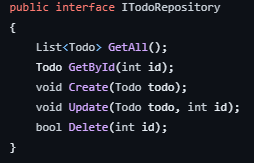 public interface ITodoRepository
{
    List<Todo> GetAll();
    Todo GetById(int id);
    void Create(Todo todo);
    void Update(Todo todo, int id);
    bool Delete(int id);
}